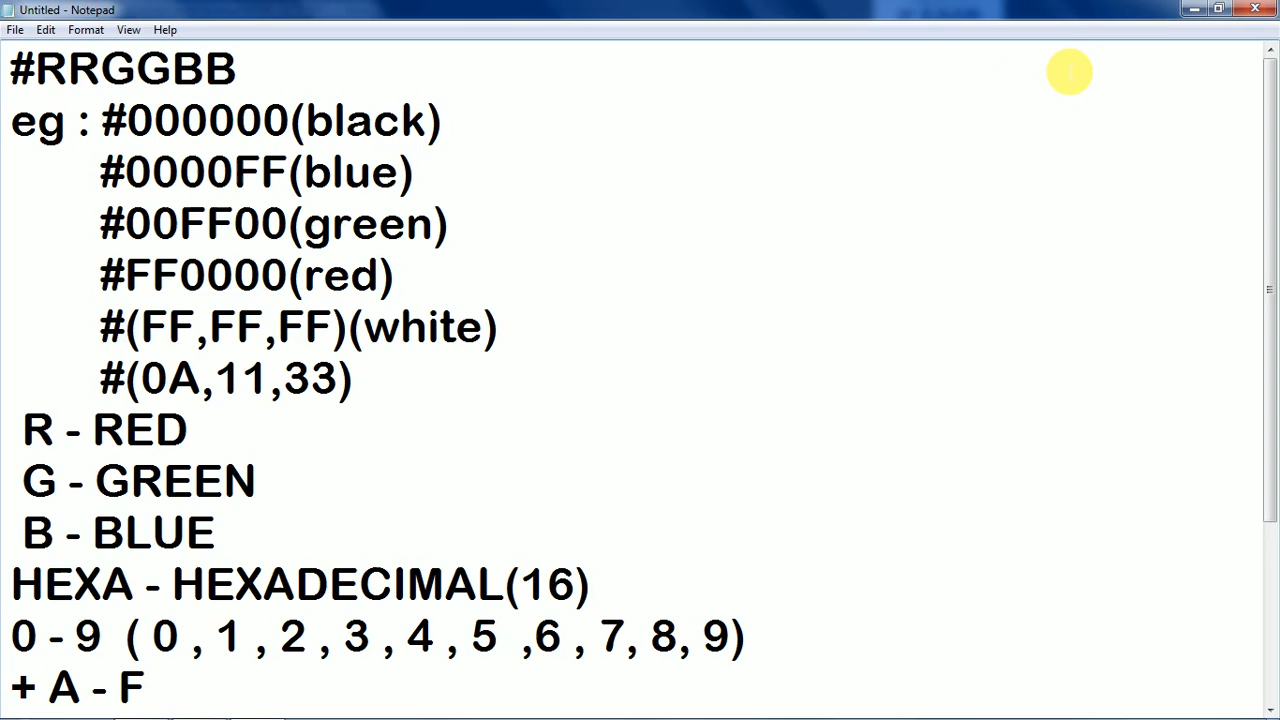 Untitled - Notepad
File Edit Format View Help
#RRGGBB
eg : #000000(black)
#0000FF(blue)
#00FF00(green)
#FF0000(red)
#(FF,FF,FF)(white)
#(0A,11,33)
R - RED
G - GREEN
B - BLUE
HEXA - HEXADECIMAL(16)
0 - 9 ( 0 , 1 , 2 , 3 , 4 , 5 ,6 , 7, 8, 9)
+ A - F